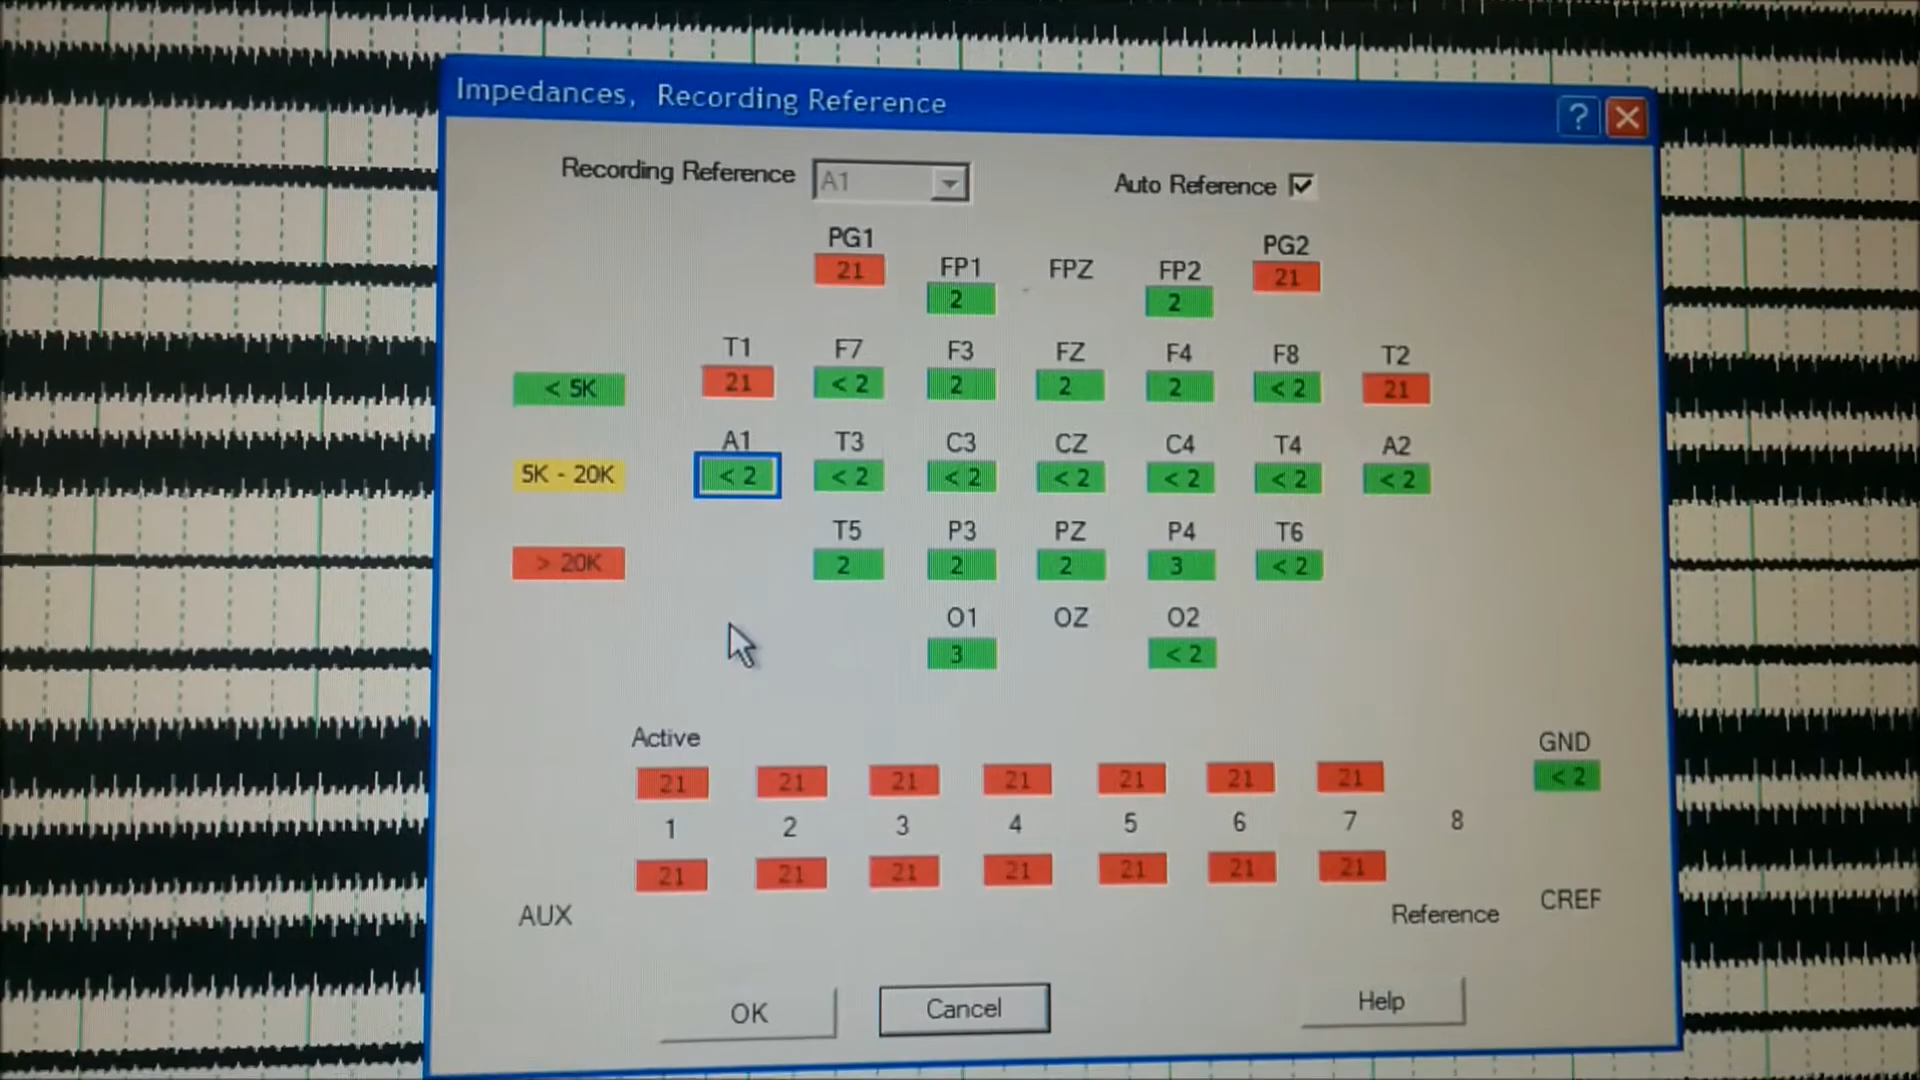 Impedances, Recording Reference
?
Recording Reference A1 Auto Reference
PG1 PG2
21 FP1 FPZ FP2 21
2 2
T1 F7 F3 FZ F4 F8 T2
< 5K 21 < 2 2 2 2 < 2 21
A1 T3 C3 CZ C4 T4 A2
5K - 20K < 2 < 2 < 2 < 2 < 2 < 2 < 2
T5 P3 PZ P4 T6
> 20K 2 2 2 3 < 2
O1 OZ O2
3 < 2
Active GND
21 21 21 21 21 21 21 < 2
1 2 3 4 5 6 7 8
21 21 21 21 21 21 21
AUX Reference CREF
OK Cancel Help